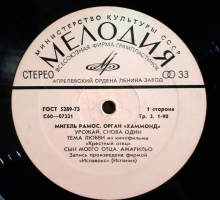 МИНИСТЕРСТВО КУЛЬТУРЫ СССР
МЕЛОДИЯ
ВСЕСОЮЗНАЯ ФИРМА ГРАМПЛАСТИНОК
СТЕРЕО
33
АПРЕЛЕВСКИЙ ОРДЕНА ЛЕНИНА ЗАВОД
ГОСТ 5289-73
1 сторона
С60—07331
Гр. 3. 1-90
МИГЕЛЬ РАМОС. ОРГАН «ХАММОНД»
УРОЖАЙ. СНОВА ОДИН
ТЕМА ЛЮБВИ из кинофильма
«Крестный отец»
СЫН МОЕГО ОТЦА. АМАРИЛЬО
Запись произведена фирмой
«Испавокс» (Испания)